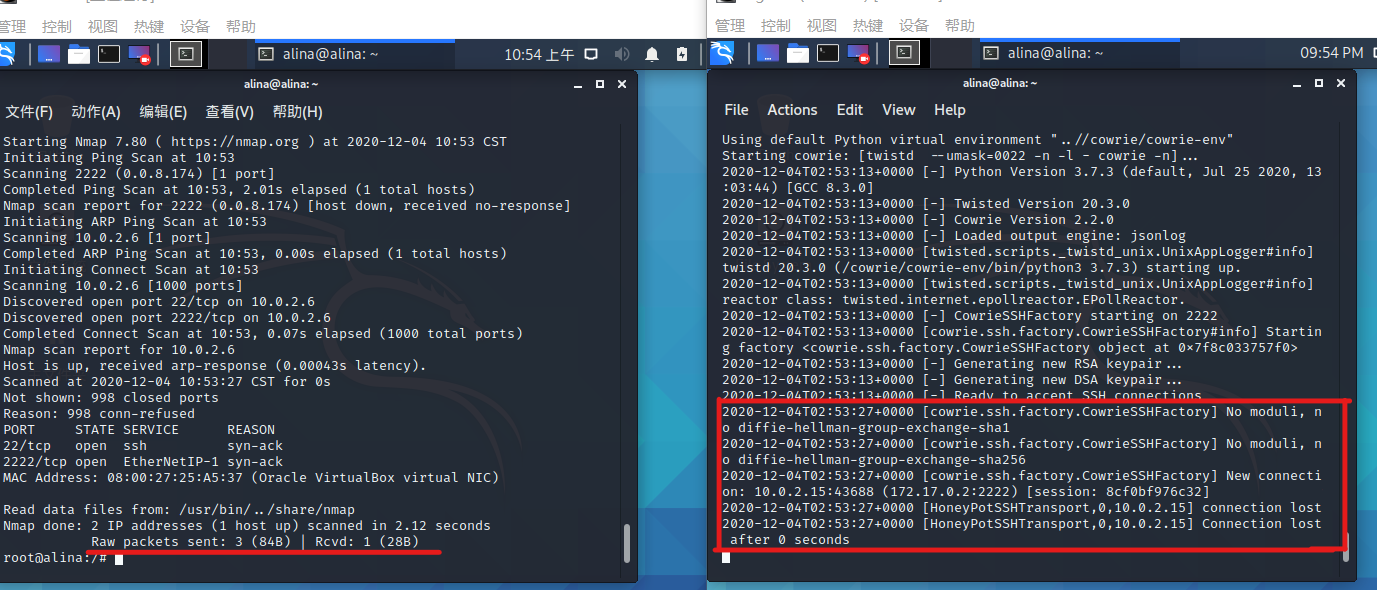 管理 控制 视图 热键 设备 帮助
alina@alina: ~
10:54 上午
alina@alina: ~
文件(F) 动作(A) 编辑(E) 查看(V) 帮助(H)
Starting Nmap 7.80 ( https://nmap.org ) at 2020-12-04 10:53 CST
Initiating Ping Scan at 10:53
Scanning 2222 (0.0.8.174) [1 port]
Completed Ping Scan at 10:53, 2.01s elapsed (1 total hosts)
Nmap scan report for 2222 (0.0.8.174) [host down, received no-response]
Initiating ARP Ping Scan at 10:53
Scanning 10.0.2.6 [1 port]
Completed ARP Ping Scan at 10:53, 0.00s elapsed (1 total hosts)
Initiating Connect Scan at 10:53
Scanning 10.0.2.6 [1000 ports]
Discovered open port 22/tcp on 10.0.2.6
Discovered open port 2222/tcp on 10.0.2.6
Completed Connect Scan at 10:53, 0.07s elapsed (1000 total ports)
Nmap scan report for 10.0.2.6
Host is up, received arp-response (0.00043s latency).
Scanned at 2020-12-04 10:53:27 CST for 0s
Not shown: 998 closed ports
Reason: 998 conn-refused
PORT     STATE SERVICE      REASON
22/tcp   open  ssh          syn-ack
2222/tcp open  EtherNetIP-1 syn-ack
MAC Address: 08:00:27:25:A5:37 (Oracle VirtualBox virtual NIC)
Read data files from: /usr/bin/../share/nmap
Nmap done: 2 IP addresses (1 host up) scanned in 2.12 seconds
Raw packets sent: 3 (84B) | Rcvd: 1 (28B)
root@alina:/#
管理 控制 视图 热键 设备 帮助
alina@alina: ~
09:54 PM
alina@alina: ~
File Actions Edit View Help
Using default Python virtual environment "..//cowrie/cowrie-env"
Starting cowrie: [twistd  --umask=0022 -n -l - cowrie -n]...
2020-12-04T02:53:13+0000 [-] Python Version 3.7.3 (default, Jul 25 2020, 13
:03:44) [GCC 8.3.0]
2020-12-04T02:53:13+0000 [-] Twisted Version 20.3.0
2020-12-04T02:53:13+0000 [-] Cowrie Version 2.2.0
2020-12-04T02:53:13+0000 [-] Loaded output engine: jsonlog
2020-12-04T02:53:13+0000 [twisted.scripts._twistd_unix.UnixAppLogger#info]
twistd 20.3.0 (/cowrie/cowrie-env/bin/python3 3.7.3) starting up.
2020-12-04T02:53:13+0000 [twisted.scripts._twistd_unix.UnixAppLogger#info]
reactor class: twisted.internet.epollreactor.EPollReactor.
2020-12-04T02:53:13+0000 [-] CowrieSSHFactory starting on 2222
2020-12-04T02:53:13+0000 [cowrie.ssh.factory.CowrieSSHFactory#info] Startin
g factory <cowrie.ssh.factory.CowrieSSHFactory object at 0×7f8c033757f0>
2020-12-04T02:53:13+0000 [-] Generating new RSA keypair...
2020-12-04T02:53:13+0000 [-] Generating new DSA keypair...
2020-12-04T02:53:13+0000 [-] Ready to accept SSH connections
2020-12-04T02:53:27+0000 [cowrie.ssh.factory.CowrieSSHFactory] No moduli, n
o diffie-hellman-group-exchange-sha1
2020-12-04T02:53:27+0000 [cowrie.ssh.factory.CowrieSSHFactory] No moduli, n
o diffie-hellman-group-exchange-sha256
2020-12-04T02:53:27+0000 [cowrie.ssh.factory.CowrieSSHFactory] New connecti
on: 10.0.2.15:43688 (172.17.0.2:2222) [session: 8cf0bf976c32]
2020-12-04T02:53:27+0000 [HoneyPotSSHTransport,0,10.0.2.15] connection lost
2020-12-04T02:53:27+0000 [HoneyPotSSHTransport,0,10.0.2.15] Connection lost
after 0 seconds